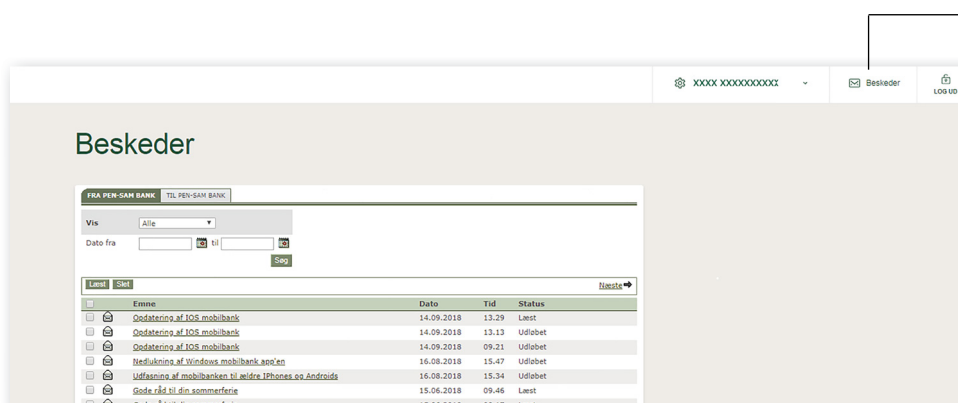 XXXX XXXXXXXXXX
Beskeder
LOG UD
Beskeder
FRA PEN-SAM BANK TIL PEN-SAM BANK
Vis Alle
Dato fra til
Søg
Læst Slet Næste
Emne Dato Tid Status
Opdatering af IOS mobilbank 14.09.2018 13.29 Læst
Opdatering af IOS mobilbank 14.09.2018 13.13 Udløbet
Opdatering af IOS mobilbank 14.09.2018 09.21 Udløbet
Nedlukning af Windows mobilbank app'en 16.08.2018 15.47 Udløbet
Udfasning af mobilbanken til ældre IPhones og Androids 16.08.2018 15.34 Udløbet
Gode råd til din sommerferie 15.06.2018 09.46 Læst